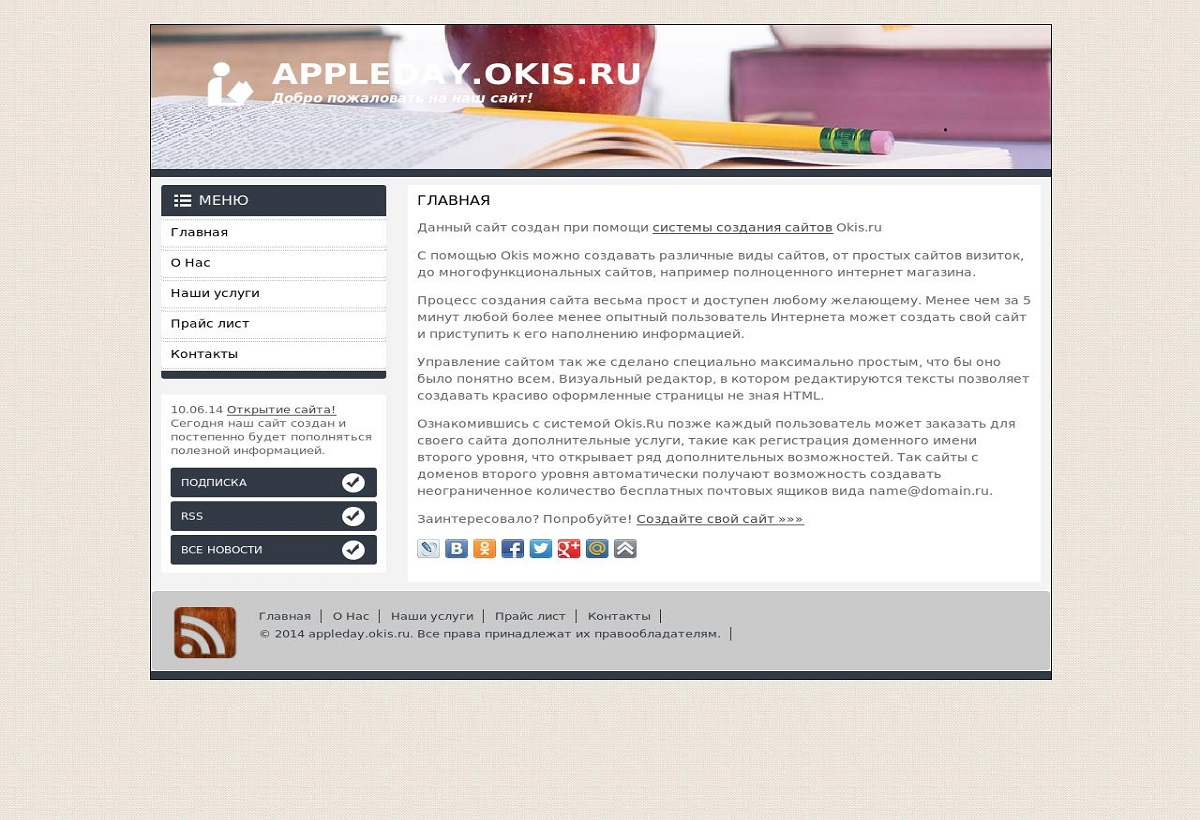 APPLEDAY.OKIS.RU
Добро пожаловать на наш сайт!
МЕНЮ
Главная
О Нас
Наши услуги
Прайс лист
Контакты
10.06.14 Открытие сайта!
Сегодня наш сайт создан и
постепенно будет пополняться
полезной информацией.
ПОДПИСКА
RSS
ВСЕ НОВОСТИ
ГЛАВНАЯ
Данный сайт создан при помощи системы создания сайтов Okis.ru
С помощью Okis можно создавать различные виды сайтов, от простых сайтов визиток,
до многофункциональных сайтов, например полноценного интернет магазина.
Процесс создания сайта весьма прост и доступен любому желающему. Менее чем за 5
минут любой более менее опытный пользователь Интернета может создать свой сайт
и приступить к его наполнению информацией.
Управление сайтом так же сделано специально максимально простым, что бы оно
было понятно всем. Визуальный редактор, в котором редактируются тексты позволяет
создавать красиво оформленные страницы не зная HTML.
Ознакомившись с системой Okis.Ru позже каждый пользователь может заказать для
своего сайта дополнительные услуги, такие как регистрация доменного имени
второго уровня, что открывает ряд дополнительных возможностей. Так сайты с
доменов второго уровня автоматически получают возможность создавать
неограниченное количество бесплатных почтовых ящиков вида name@domain.ru.
Заинтересовало? Попробуйте! Создайте свой сайт »»»
Главная | О Нас | Наши услуги | Прайс лист | Контакты |
© 2014 appleday.okis.ru. Все права принадлежат их правообладателям. |